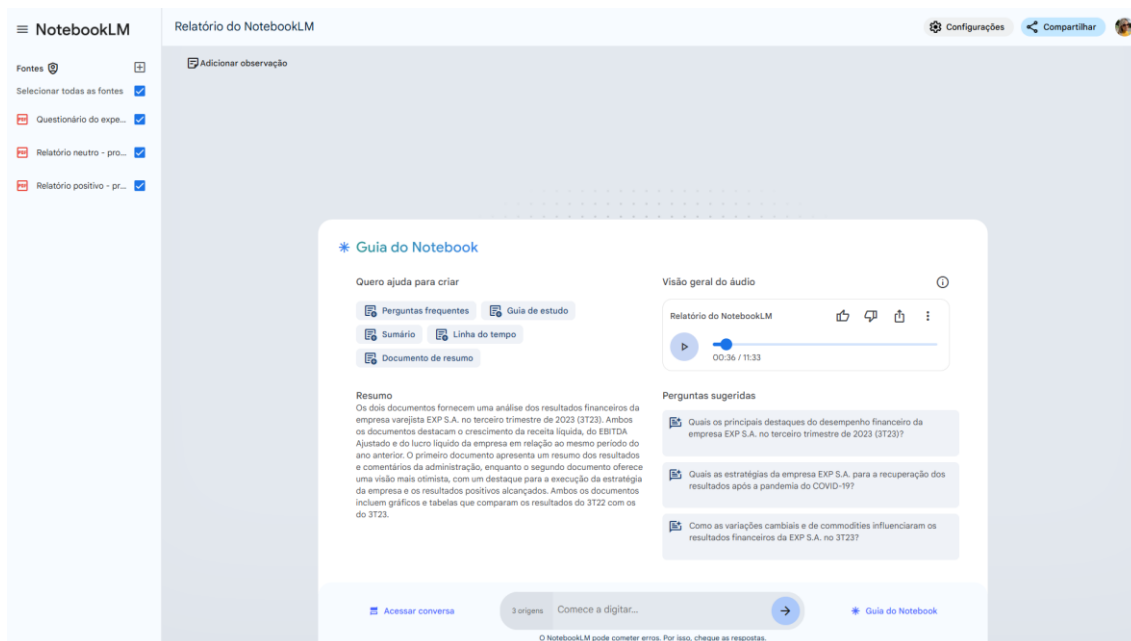 NotebookLM
Relatório do NotebookLM
Configurações
Compartilhar
Fontes
Adicionar observação
Selecionar todas as fontes
PDF Questionário do expe...
PDF Relatório neutro - pro...
PDF Relatório positivo - pr...
Guia do Notebook
Quero ajuda para criar
Perguntas frequentes
Guia de estudo
Sumário
Linha do tempo
Documento de resumo
Visão geral do áudio
Relatório do NotebookLM
00:36 / 11:33
Resumo
Os dois documentos fornecem uma análise dos resultados financeiros da
empresa varejista EXP S.A. no terceiro trimestre de 2023 (3T23). Ambos
os documentos destacam o crescimento da receita líquida, do EBITDA
Ajustado e do lucro líquido da empresa em relação ao mesmo período do
ano anterior. O primeiro documento apresenta um resumo dos resultados
e comentários da administração, enquanto o segundo documento oferece
uma visão mais otimista, com um destaque para a execução da estratégia
da empresa e os resultados positivos alcançados. Ambos os documentos
incluem gráficos e tabelas que comparam os resultados do 3T22 com os
do 3T23.
Perguntas sugeridas
Quais os principais destaques do desempenho financeiro da
empresa EXP S.A. no terceiro trimestre de 2023 (3T23)?
Quais as estratégias da empresa EXP S.A. para a recuperação dos
resultados após a pandemia do COVID-19?
Como as variações cambiais e de commodities influenciaram os
resultados financeiros da EXP S.A. no 3T23?
Acessar conversa
3 origens
Comece a digitar...
Guia do Notebook
O NotebookLM pode cometer erros. Por isso, cheque as respostas.